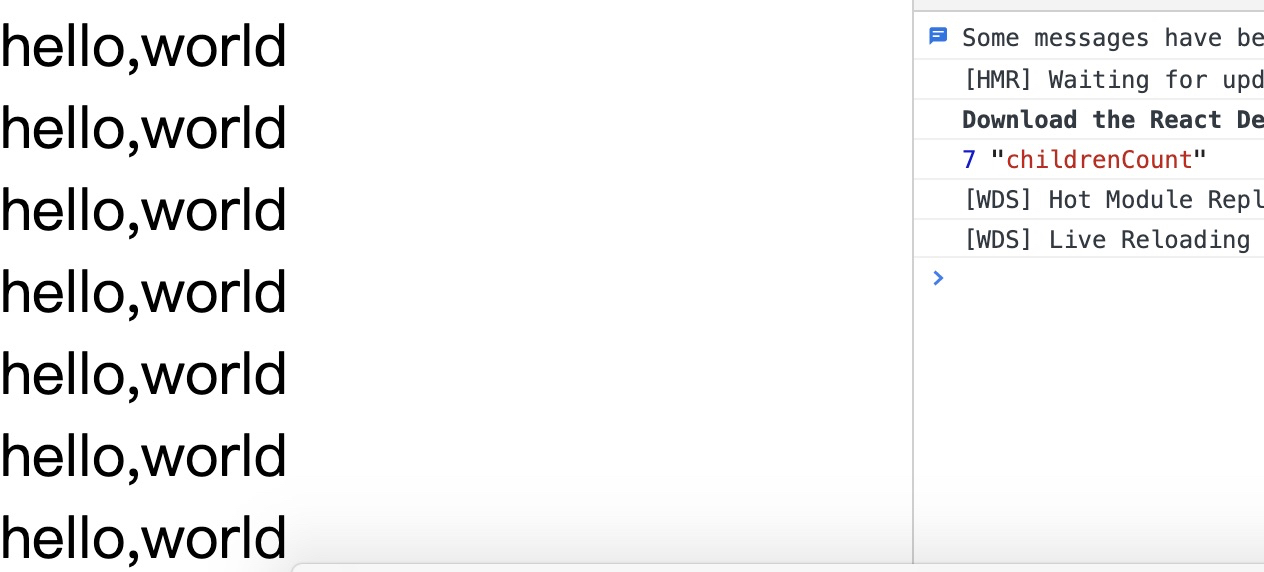 hello,world
hello,world
hello,world
hello,world
hello,world
hello,world
hello,world
Some messages have be
[HMR] Waiting for upd
Download the React De
7 "childrenCount"
[WDS] Hot Module Repl
[WDS] Live Reloading